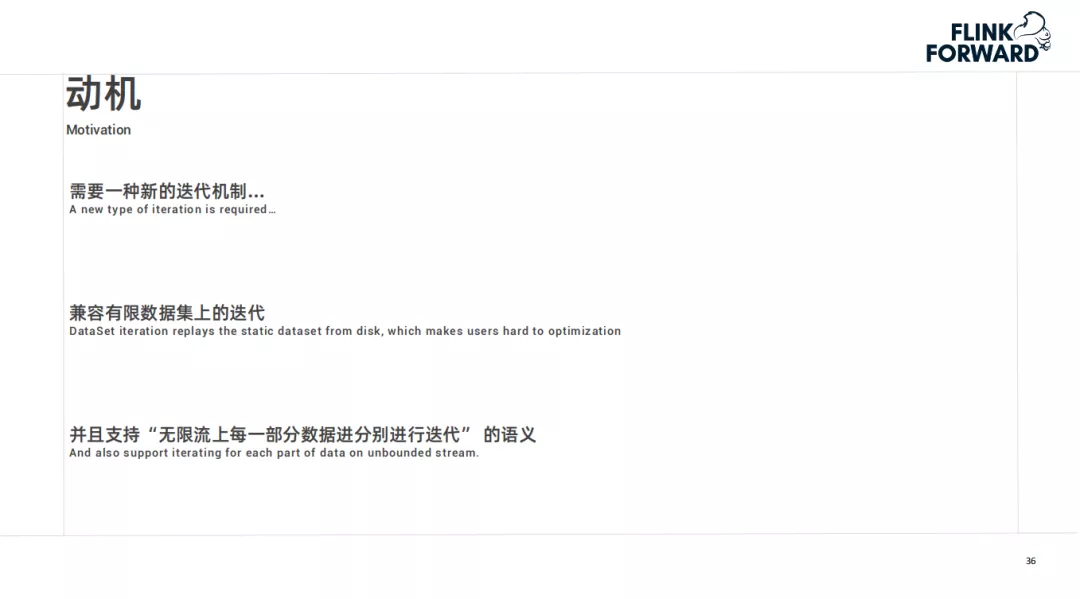 FLINK
FORWARD
动机
Motivation
需要一种新的迭代机制...
A new type of iteration is required…
兼容有限数据集上的迭代
DataSet iteration replays the static dataset from disk, which makes users hard to optimization
并且支持“无限流上每一部分数据进分别进行迭代” 的语义
And also support iterating for each part of data on unbounded stream.
36